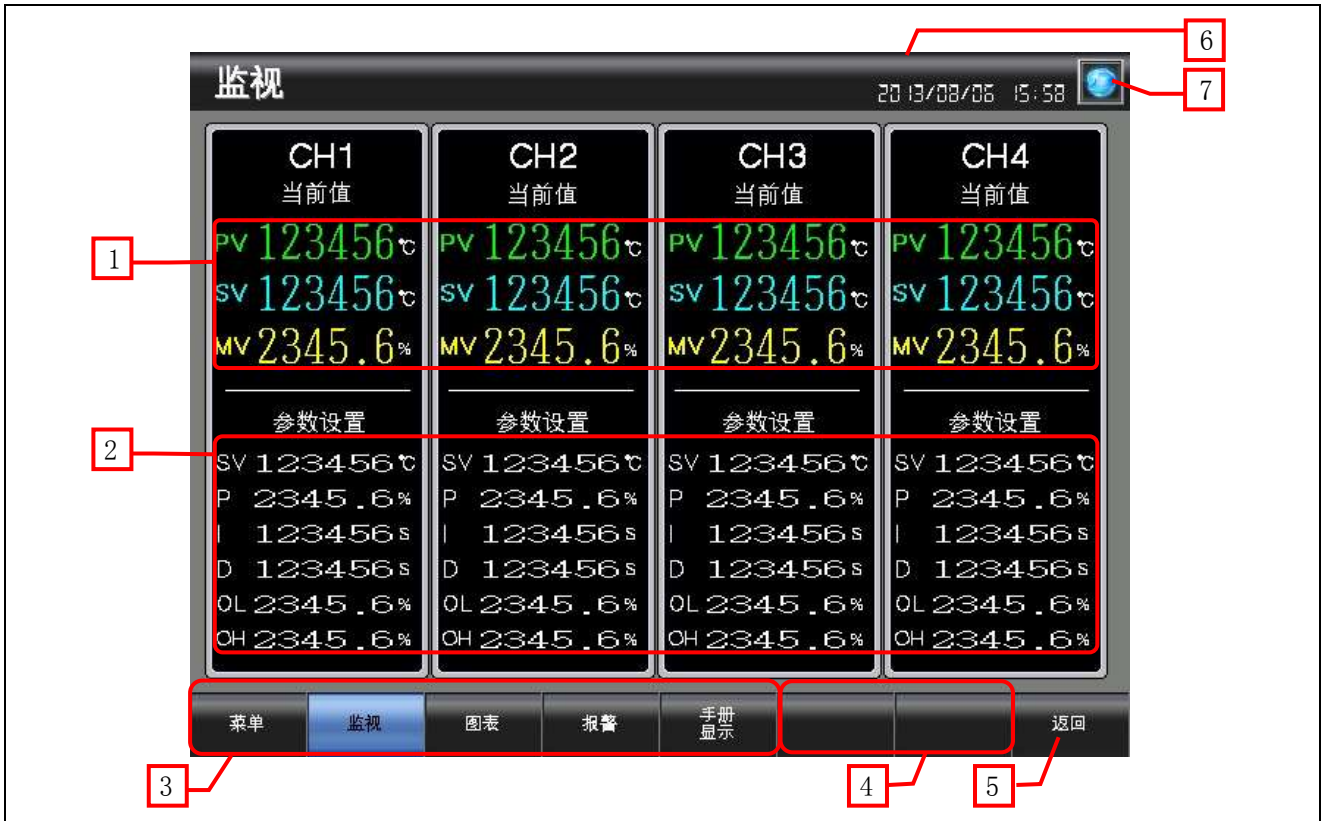 6
监视
2013/08/06 15:58
7
CH1 CH2 CH3 CH4
当前值 当前值 当前值 当前值
1
PV 123456℃ PV 123456℃ PV 123456℃ PV 123456℃
SV 123456℃ SV 123456℃ SV 123456℃ SV 123456℃
MV 2345.6% MV 2345.6% MV 2345.6% MV 2345.6%
参数设置 参数设置 参数设置 参数设置
2
SV 123456℃ SV 123456℃ SV 123456℃ SV 123456℃
P 2345.6% P 2345.6% P 2345.6% P 2345.6%
I 123456s I 123456s I 123456s I 123456s
D 123456s D 123456s D 123456s D 123456s
OL 2345.6% OL 2345.6% OL 2345.6% OL 2345.6%
OH 2345.6% OH 2345.6% OH 2345.6% OH 2345.6%
菜单 监视 图表 报警 手册
显示
返回
3 4 5